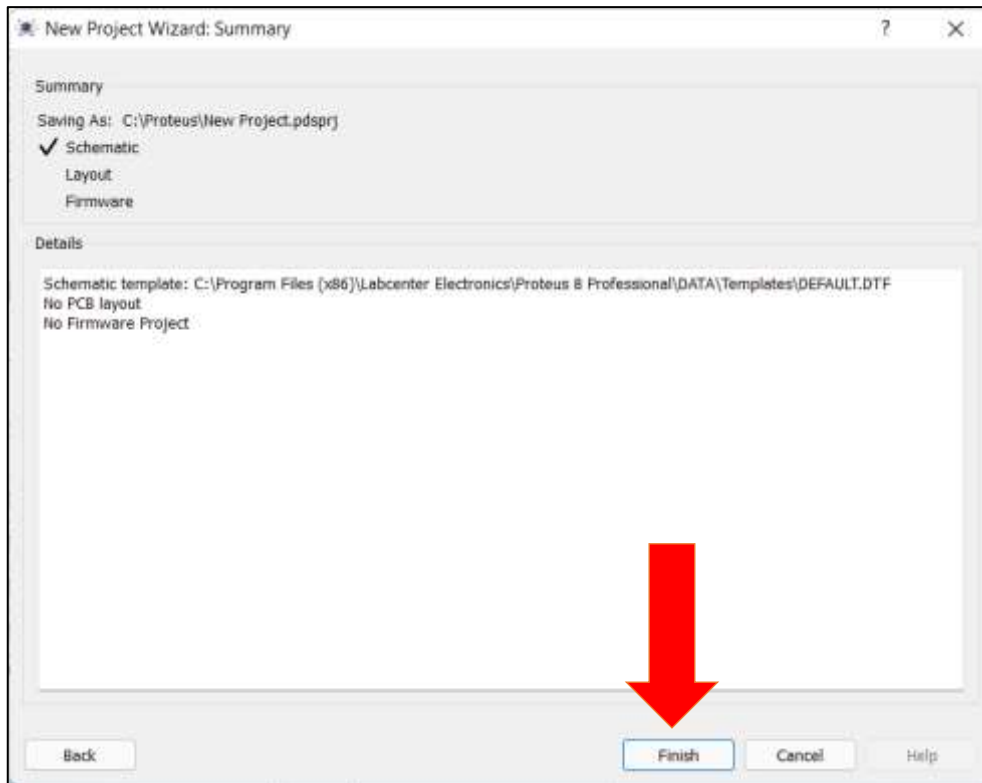 New Project Wizard: Summary ? X
Summary
Saving As: C:\Proteus\New Project.pdsprj
Schematic
Layout
Firmware
Details
Schematic template: C:\Program Files (x86)\Labcenter Electronics\Proteus 8 Professional\DATA\Templates\DEFAULT.DTF
No PCB layout
No Firmware Project
Back Finish Cancel Help